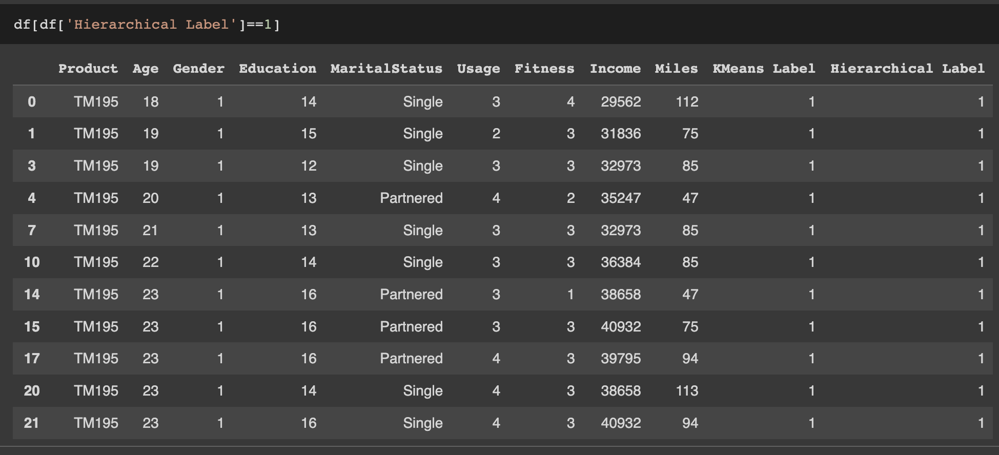 df[df['Hierarchical Label']==1]
Product Age Gender Education MaritalStatus Usage Fitness Income Miles KMeans Label Hierarchical Label
0 TM195 18 1 14 Single 3 4 29562 112 1 1
1 TM195 19 1 15 Single 2 3 31836 75 1 1
3 TM195 19 1 12 Single 3 3 32973 85 1 1
4 TM195 20 1 13 Partnered 4 2 35247 47 1 1
7 TM195 21 1 13 Single 3 3 32973 85 1 1
10 TM195 22 1 14 Single 3 3 36384 85 1 1
14 TM195 23 1 16 Partnered 3 1 38658 47 1 1
15 TM195 23 1 16 Partnered 3 3 40932 75 1 1
17 TM195 23 1 16 Partnered 4 3 39795 94 1 1
20 TM195 23 1 14 Single 4 3 38658 113 1 1
21 TM195 23 1 16 Single 4 3 40932 94 1 1